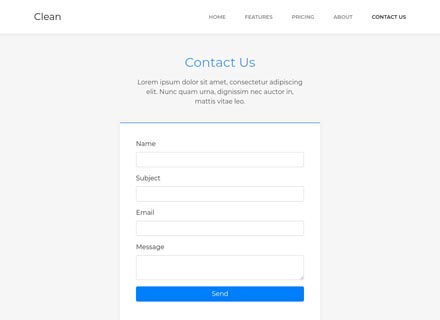 Clean
HOME FEATURES PRICING ABOUT CONTACT US
Contact Us
Lorem ipsum dolor sit amet, consectetur adipiscing
elit. Nunc quam urna, dignissim nec auctor in,
mattis vitae leo.
Name
Subject
Email
Message
Send